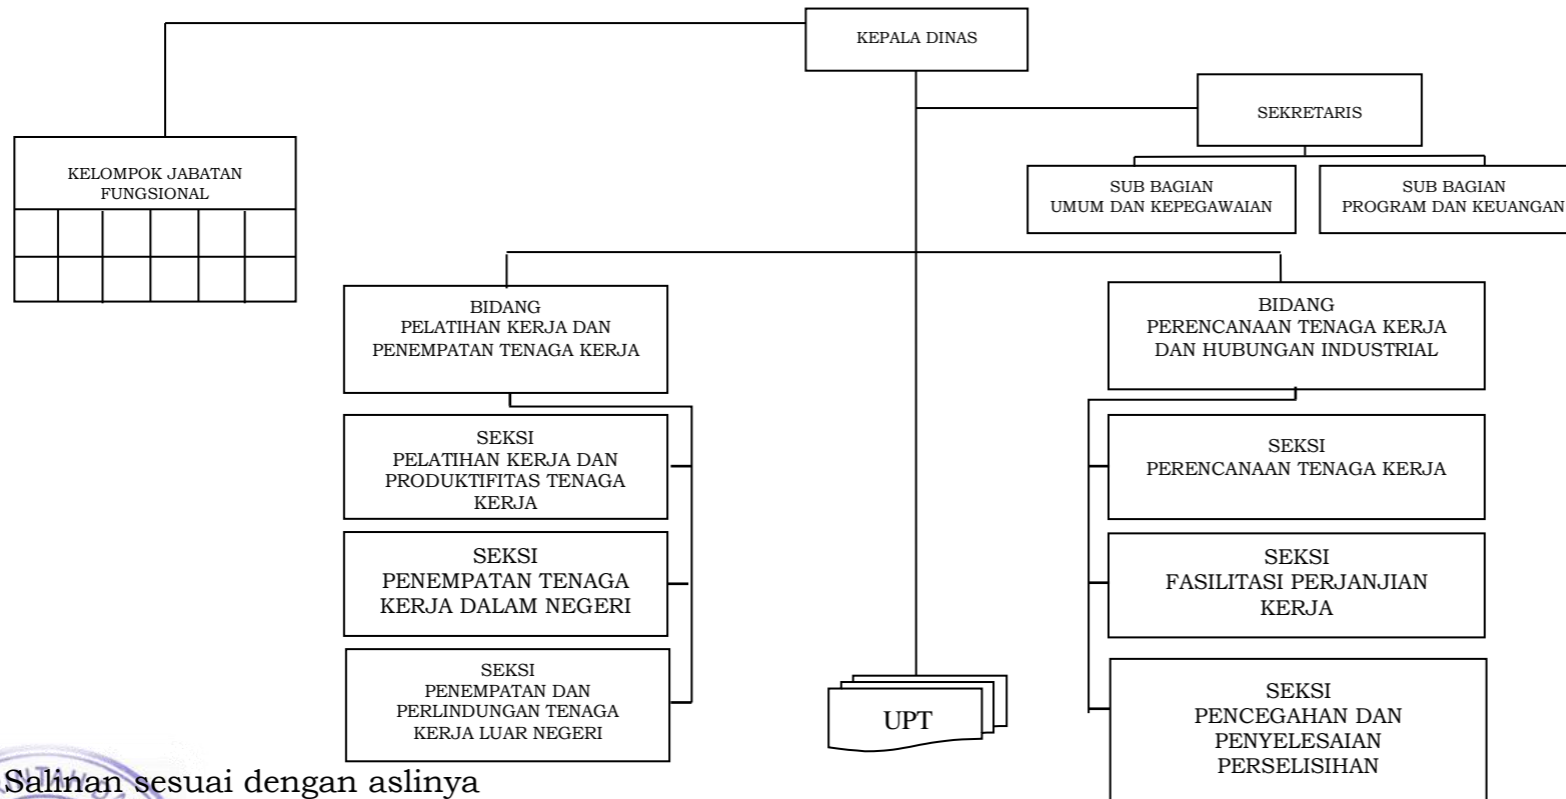 KEPALA DINAS
SEKRETARIS
KELOMPOK JABATAN
FUNGSIONAL
SUB BAGIAN
UMUM DAN KEPEGAWAIAN
SUB BAGIAN
PROGRAM DAN KEUANGAN
BIDANG
PELATIHAN KERJA DAN
PENEMPATAN TENAGA KERJA
BIDANG
PERENCANAAN TENAGA KERJA
DAN HUBUNGAN INDUSTRIAL
SEKSI
PELATIHAN KERJA DAN
PRODUKTIFITAS TENAGA
KERJA
SEKSI
PERENCANAAN TENAGA KERJA
SEKSI
PENEMPATAN TENAGA
KERJA DALAM NEGERI
SEKSI
FASILITASI PERJANJIAN
KERJA
SEKSI
PENEMPATAN DAN
PERLINDUNGAN TENAGA
KERJA LUAR NEGERI
UPT
SEKSI
PENCEGAHAN DAN
PENYELESAIAN
PERSELISIHAN
Salinan sesuai dengan aslinya